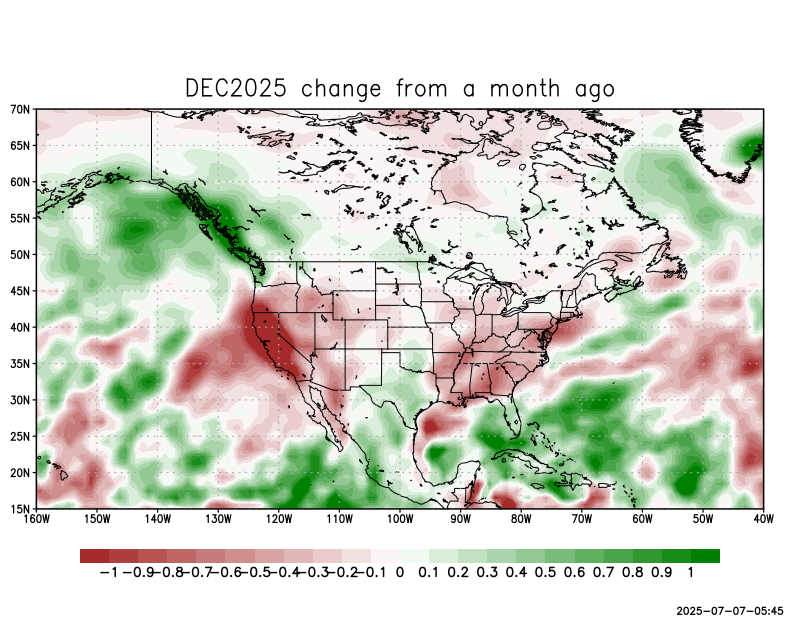 DEC2025 change from a month ago
70N
65N
60N
55N
50N
45N
40N
35N
30N
25N
20N
15N
160W 150W 140W 130W 120W 110W 100W 90W 80W 70W 60W 50W 40W
-1 -0.9 -0.8 -0.7 -0.6 -0.5 -0.4 -0.3 -0.2 -0.1 0 0.1 0.2 0.3 0.4 0.5 0.6 0.7 0.8 0.9 1
2025-07-07-05:45